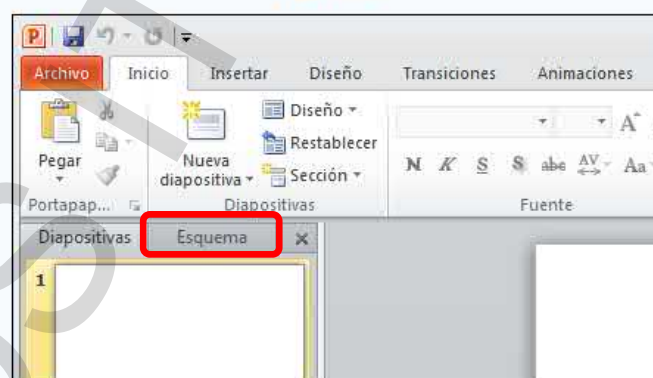 P
Archivo Inicio Insertar Diseño Transiciones Animaciones
Pegar
Nueva diapositiva
Diseño
Restablecer
Sección
N K S S abc AV Aa A
Portapap... Diapositivas Fuente
Diapositivas Esquema
1